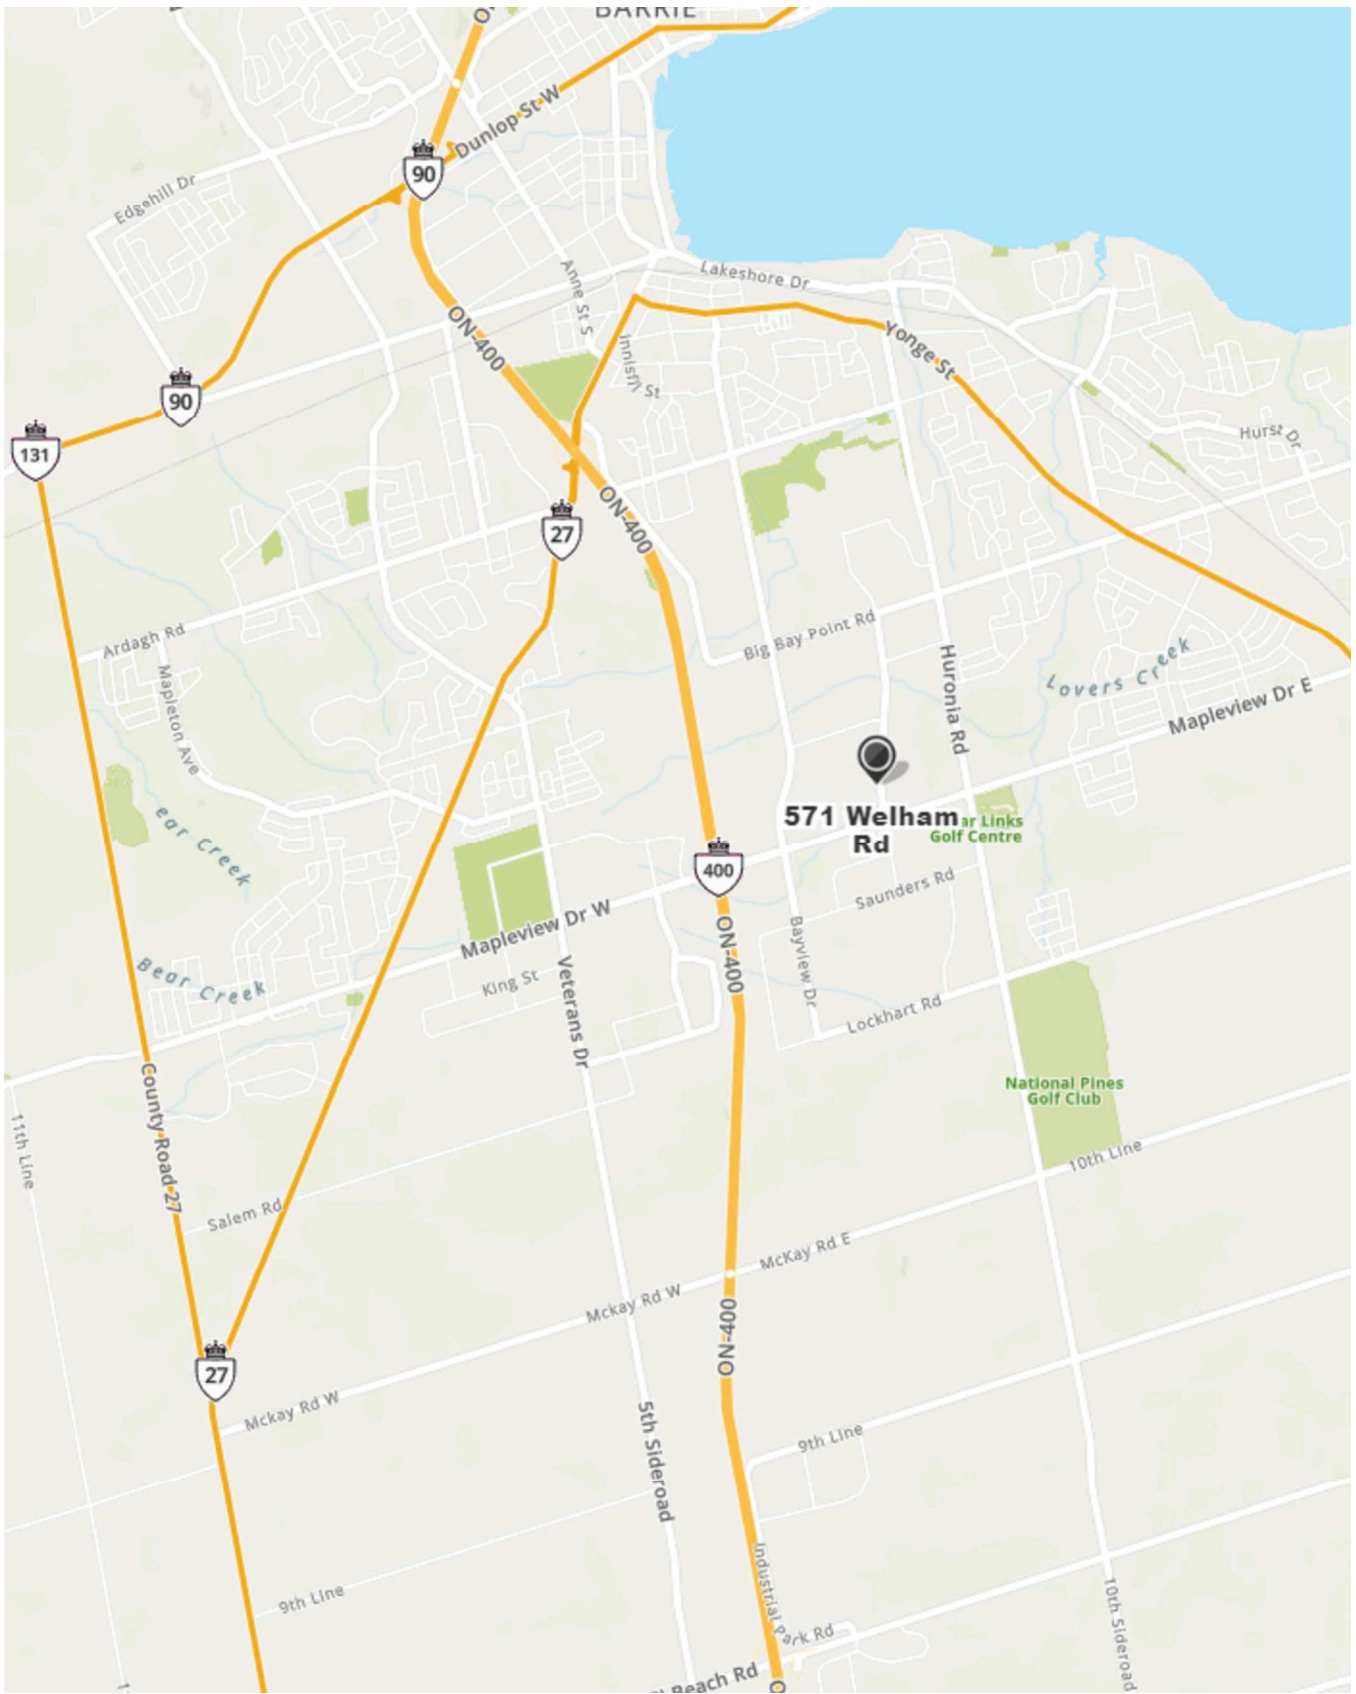 BARRIE
Dunlop St W
90
Edgehill Dr
Lakeshore Dr
Anne St S
ON-400
Innisfil St
Yonge St
90
131
Hurst Dr
ON-400
27
Ardagh Rd
Big Bay Point Rd
Mapleton Ave
Huronia Rd
Lovers Creek
Mapleview Dr E
571 Welham
Rd
Links
Golf Centre
Creek
400
Saunders Rd
Mapleview Dr W
Bayview Dr
ON-400
Bear Creek
King St
Veterans Dr
Lockhart Rd
County Road 27
National Pines
Golf Club
11th Line
10th Line
Salem Rd
McKay Rd E
Mckay Rd W
ON-400
27
Mckay Rd W
5th Sideroad
9th Line
Industrial Park Rd
9th Line
10th Sideroad
Beach Rd